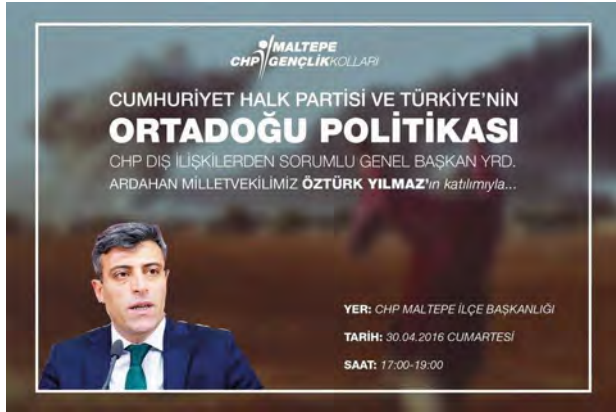 MALTEPE
CHP GENÇLİKKOLLARI
CUMHURİYET HALK PARTİSİ VE TÜRKİYE'NİN
ORTADOĞU POLİTİKASI
CHP DIŞ İLİŞKİLERDEN SORUMLU GENEL BAŞKAN YRD.
ARDAHAN MİLLETVEKİLİMİZ ÖZTÜRK YILMAZ'ın katılımıyla...
YER: CHP MALTEPE İLÇE BAŞKANLIĞI
TARİH: 30.04.2016 CUMARTESİ
SAAT: 17:00-19:00